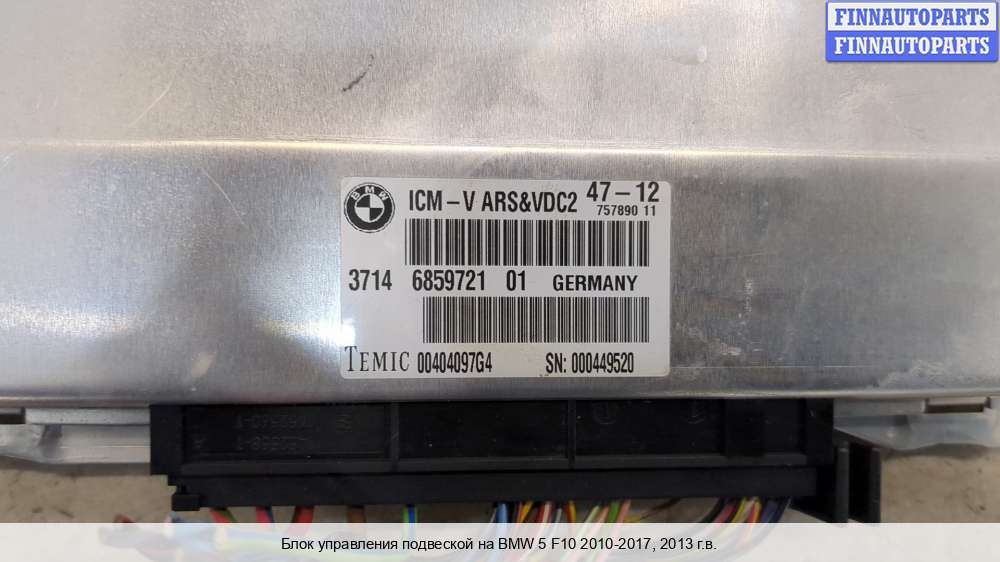 FINNAUTOPARTS
FINNAUTOPARTS
BMW
ICM-V ARS&VDC2 47-12
757890 11
3714 6859721 01 GERMANY
TEMIC 00404097G4 SN: 000449520
Блок управления подвеской на BMW 5 F10 2010-2017, 2013 г.в.